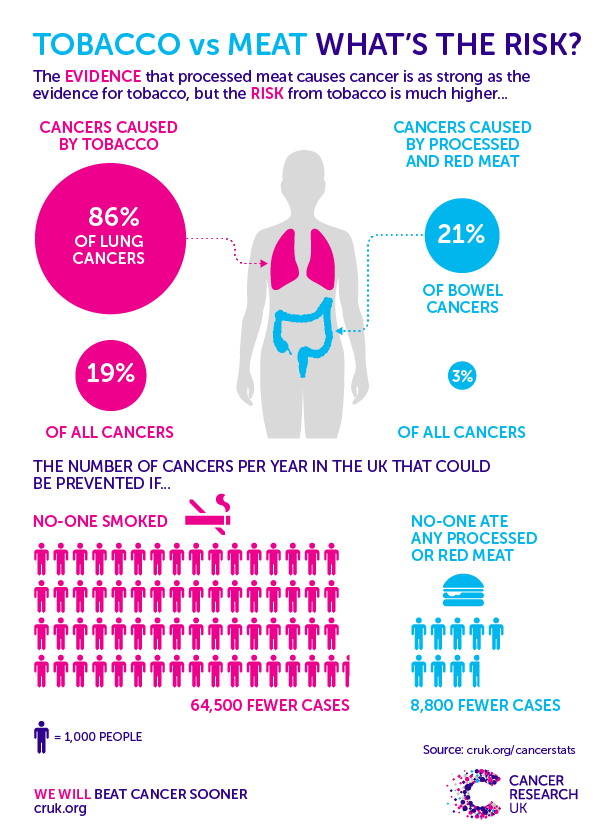 TOBACCO vs MEAT WHAT'S THE RISK?
The EVIDENCE that processed meat causes cancer is as strong as the
evidence for tobacco, but the RISK from tobacco is much higher...
CANCERS CAUSED
BY TOBACCO
86%
OF LUNG
CANCERS
19%
OF ALL CANCERS
CANCERS CAUSED
BY PROCESSED
AND RED MEAT
21%
OF BOWEL
CANCERS
3%
OF ALL CANCERS
THE NUMBER OF CANCERS PER YEAR IN THE UK THAT COULD
BE PREVENTED IF...
NO-ONE SMOKED
64,500 FEWER CASES
NO-ONE ATE
ANY PROCESSED
OR RED MEAT
8,800 FEWER CASES
= 1,000 PEOPLE
Source: cruk.org/cancerstats
WE WILL BEAT CANCER SOONER
cruk.org
CANCER
RESEARCH
UK